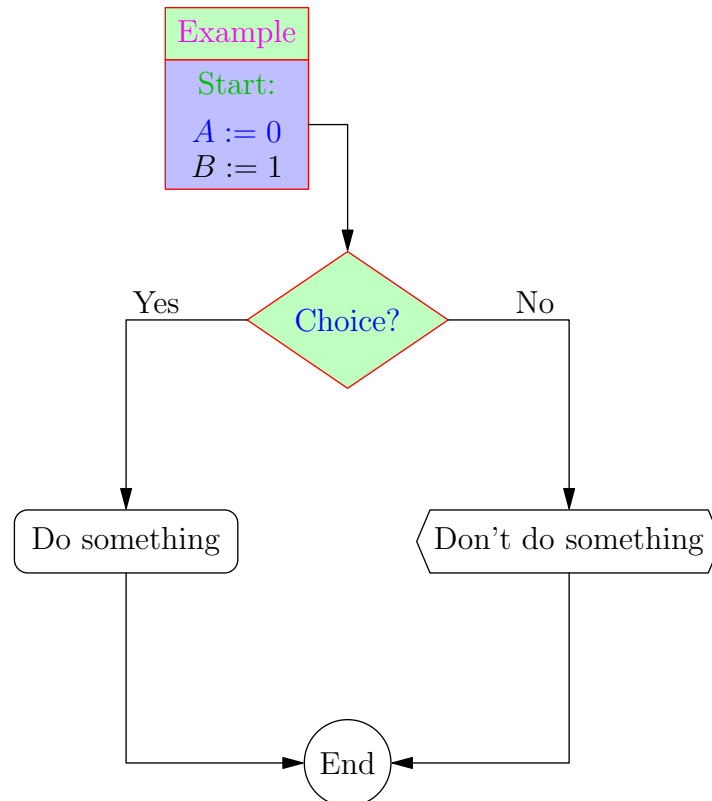 Example
Start:
A := 0
B := 1
Yes
No
Choice?
Do something
Don't do something
End